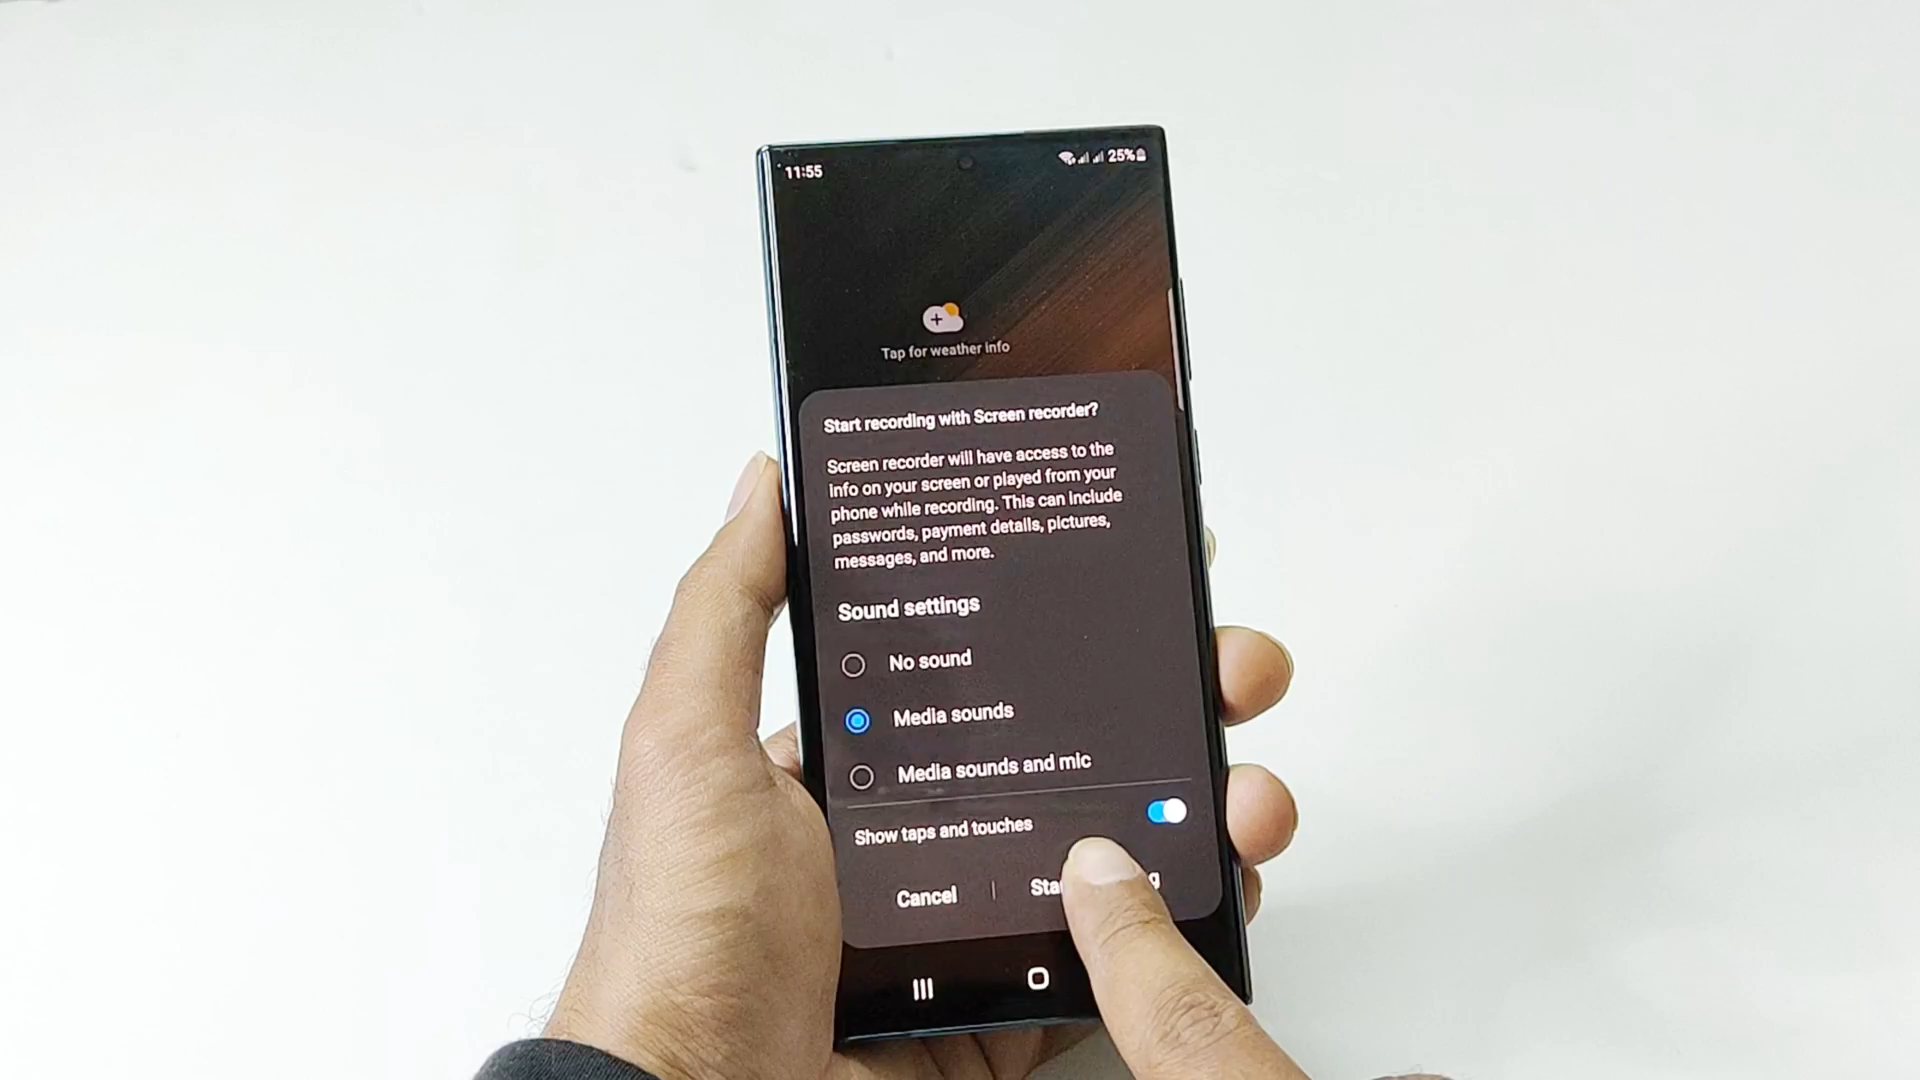 11:55
25%
Tap for weather info
Start recording with Screen recorder?
Screen recorder will have access to the
info on your screen or played from your
phone while recording. This can include
passwords, payment details, pictures,
messages, and more.
Sound settings
No sound
Media sounds
Media sounds and mic
Show taps and touches
Cancel